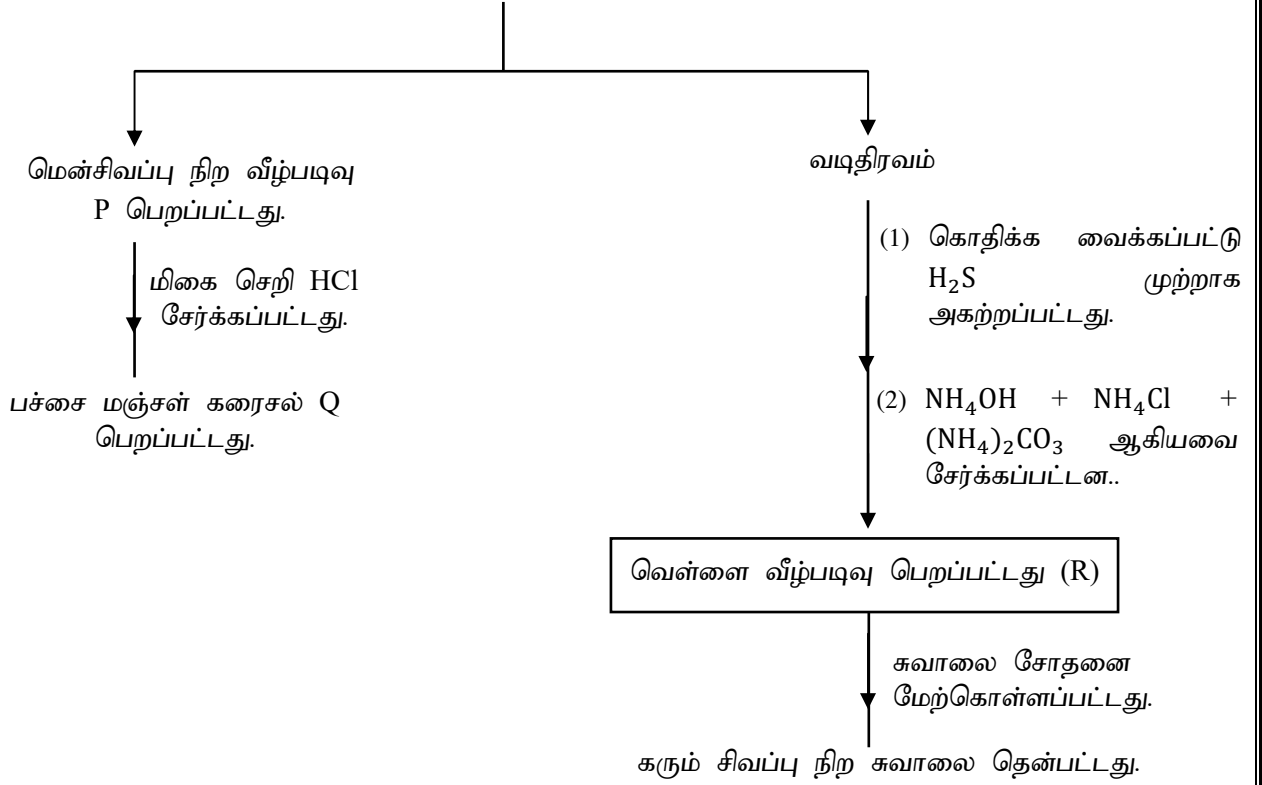 மென்சிவப்பு நிற வீழ்படிவு
P பெறப்பட்டது.
மிகை செறி HCl
சேர்க்கப்பட்டது.
பச்சை மஞ்சள் கரைசல் Q
பெறப்பட்டது.
வடிதிரவம்
(1) கொதிக்க வைக்கப்பட்டு
H₂S முற்றாக
அகற்றப்பட்டது.
(2) NH₄OH + NH₄Cl +
(NH₄)₂CO₃ ஆகியவை
சேர்க்கப்பட்டன..
வெள்ளை வீழ்படிவு பெறப்பட்டது (R)
சுவாலை சோதனை
மேற்கொள்ளப்பட்டது.
கரும் சிவப்பு நிற சுவாலை தென்பட்டது.